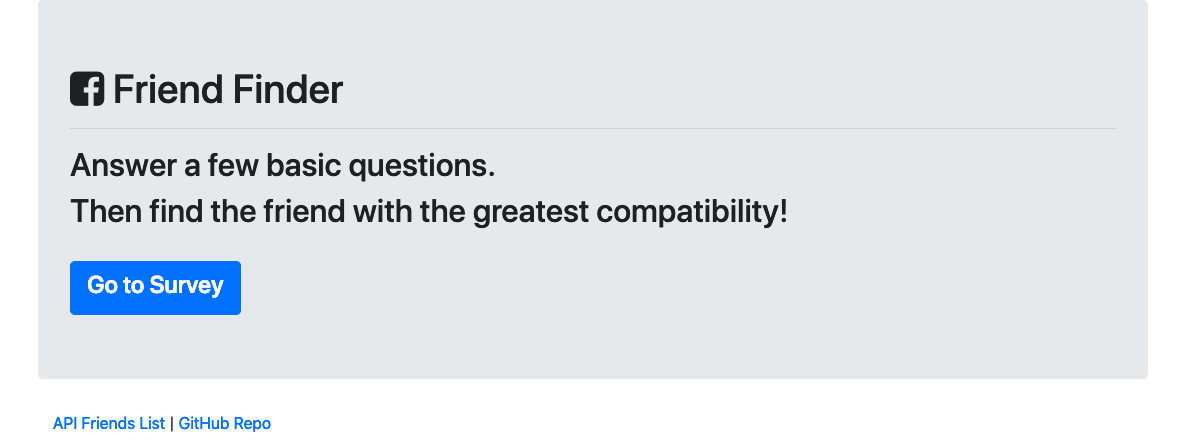 Friend Finder
Answer a few basic questions.
Then find the friend with the greatest compatibility!
Go to Survey
API Friends List | GitHub Repo